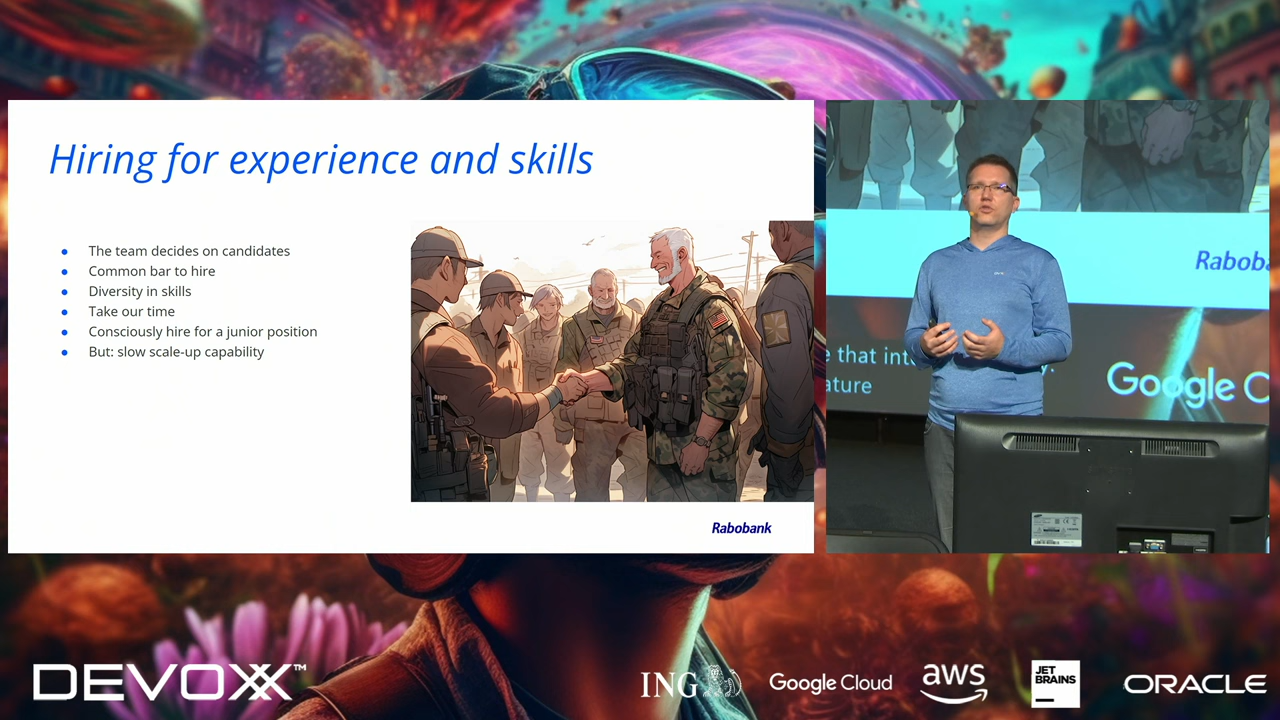 Hiring for experience and skills
The team decides on candidates
Common bar to hire
Diversity in skills
Take our time
Consciously hire for a junior position
But: slow scale-up capability
Rabobank
Rabob
e that int
ature
Google C
DEVOXX™
ING
Google Cloud
aws
JET
BRAINS
ORACLE